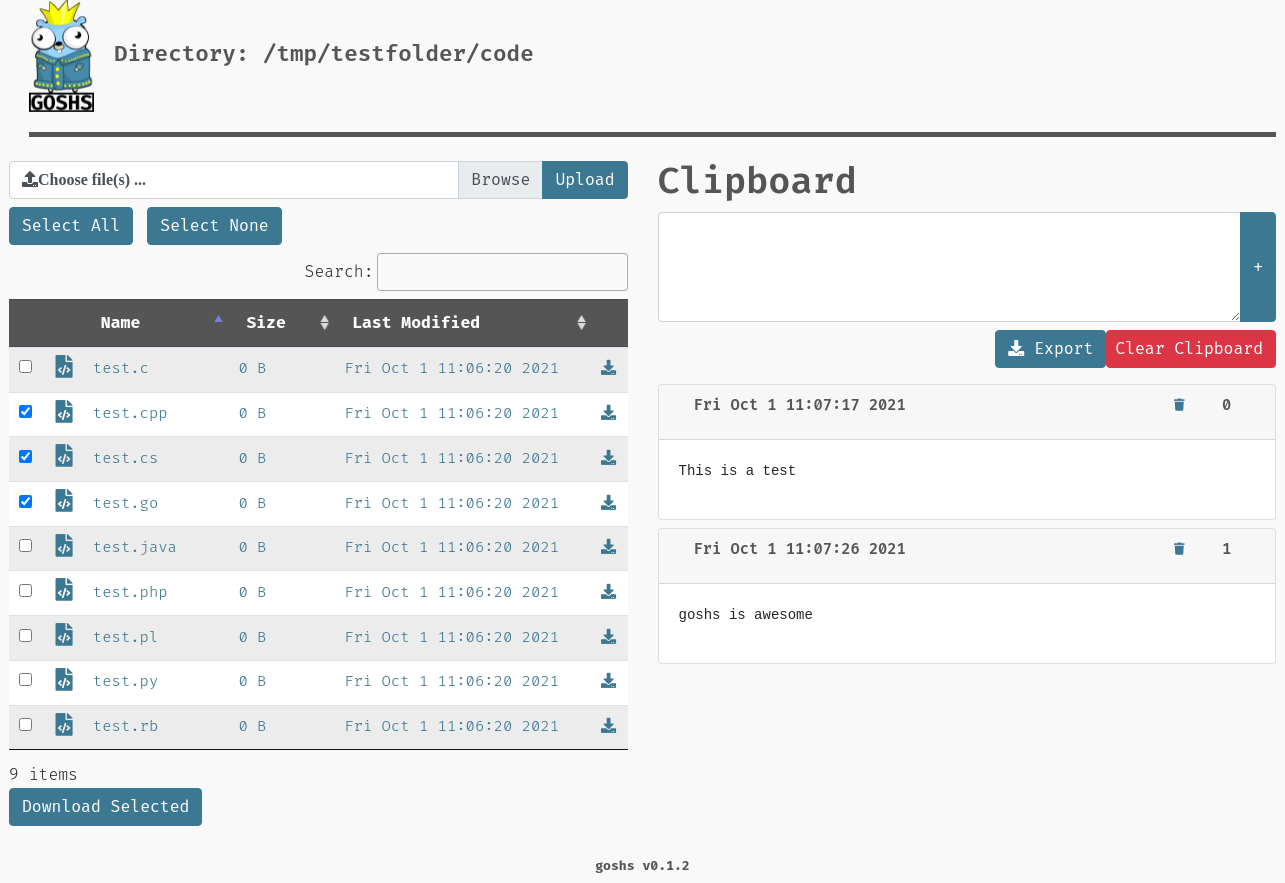 GOSHS
Directory: /tmp/testfolder/code
Choose file(s) ... Browse Upload
Select All Select None
Search:
Name Size Last Modified
test.c 0 B Fri Oct 1 11:06:20 2021
test.cpp 0 B Fri Oct 1 11:06:20 2021
test.cs 0 B Fri Oct 1 11:06:20 2021
test.go 0 B Fri Oct 1 11:06:20 2021
test.java 0 B Fri Oct 1 11:06:20 2021
test.php 0 B Fri Oct 1 11:06:20 2021
test.pl 0 B Fri Oct 1 11:06:20 2021
test.py 0 B Fri Oct 1 11:06:20 2021
test.rb 0 B Fri Oct 1 11:06:20 2021
9 items
Download Selected
Clipboard
+
Export Clear Clipboard
Fri Oct 1 11:07:17 2021 0
This is a test
Fri Oct 1 11:07:26 2021 1
goshs is awesome
goshs v0.1.2